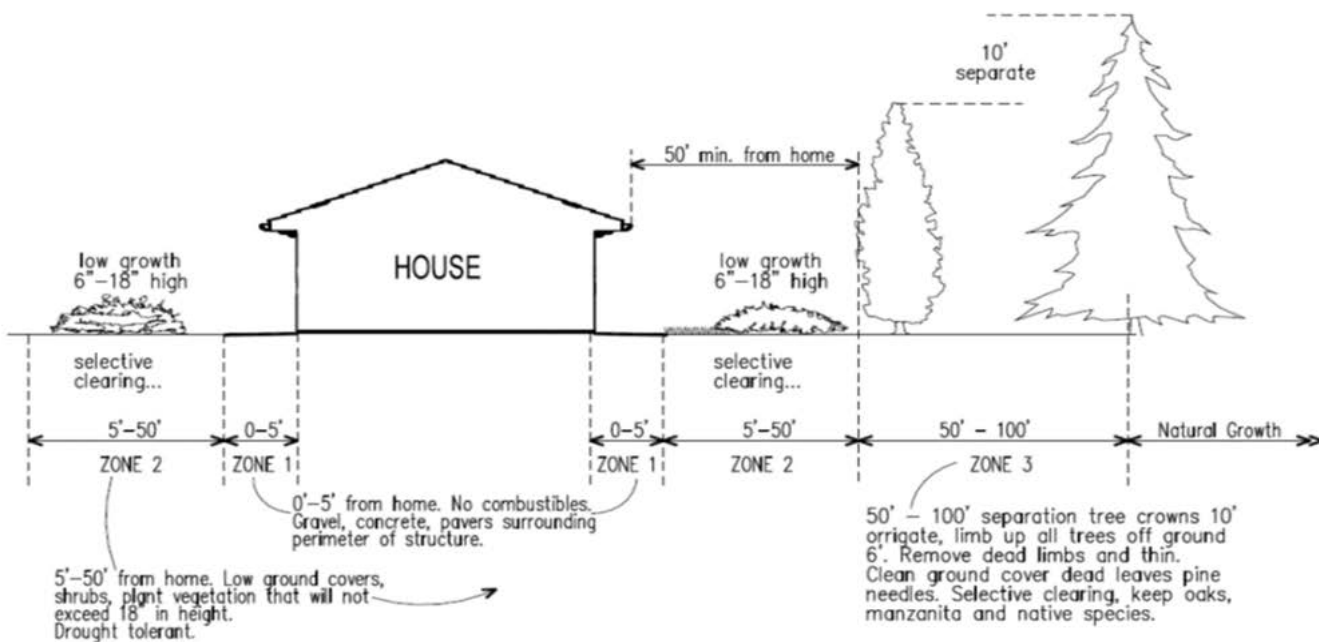 10'
separate
50' min. from home
low growth
6"-18" high
HOUSE
low growth
6"-18" high
selective
clearing...
selective
clearing...
5'-50'
0-5'
0-5'
5'-50'
50' - 100'
Natural Growth
ZONE 2
ZONE 1
ZONE 1
ZONE 2
ZONE 3
0'-5' from home. No combustibles.
Gravel, concrete, pavers surrounding
perimeter of structure.
50' - 100' separation tree crowns 10'
orrigate, limb up all trees off ground
6'. Remove dead limbs and thin.
Clean ground cover dead leaves pine
needles. Selective clearing, keep oaks,
manzanita and native species.
5'-50' from home. Low ground covers,
shrubs, plant vegetation that will not
exceed 18" in height.
Drought tolerant.